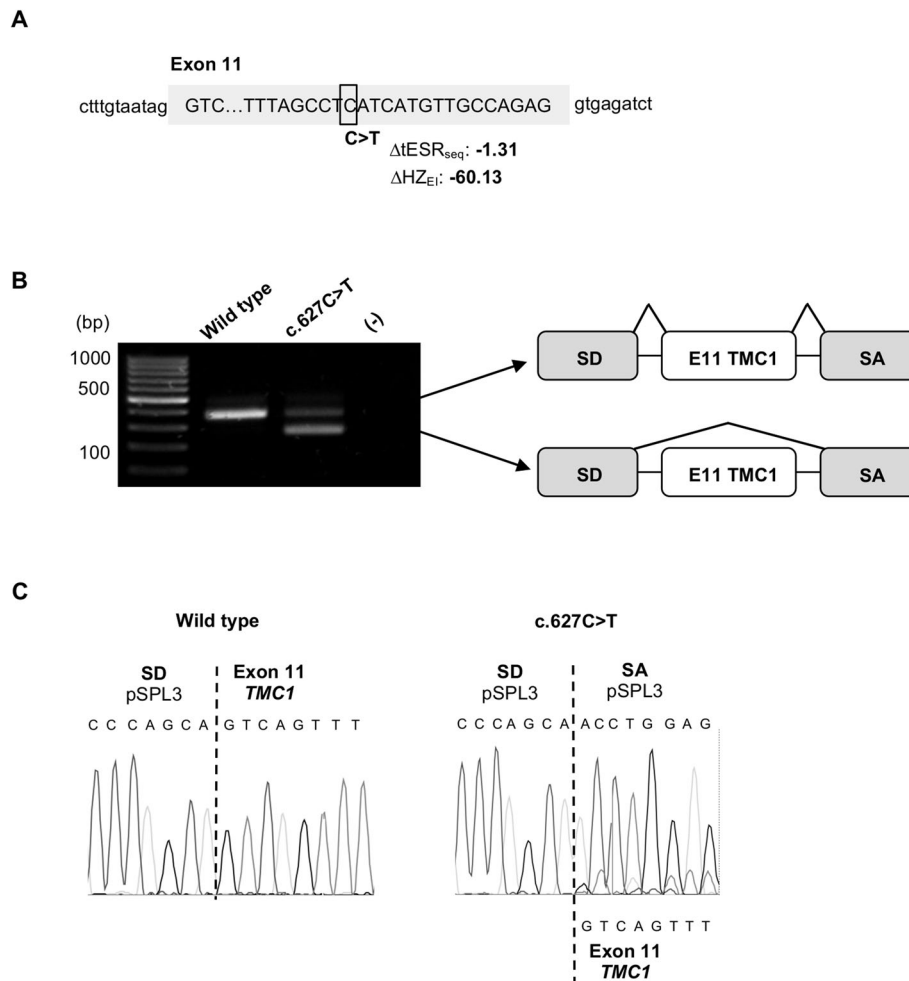 A
Exon 11
ctttgtaatag GTC...TTTAGCCTCATCATGTTGCCAGAG gtgagatct
C>T
ΔtESRseq: -1.31
ΔHZEI: -60.13
B
(bp) Wild type c.627C>T (-)
1000
500
100
SD E11 TMC1 SA
SD E11 TMC1 SA
C
Wild type c.627C>T
SD Exon 11 SD SA
pSPL3 TMC1 pSPL3 pSPL3
C C C A G C A G T C A G T T T C C C A G C A A C C T G G A G
G T C A G T T T
Exon 11
TMC1